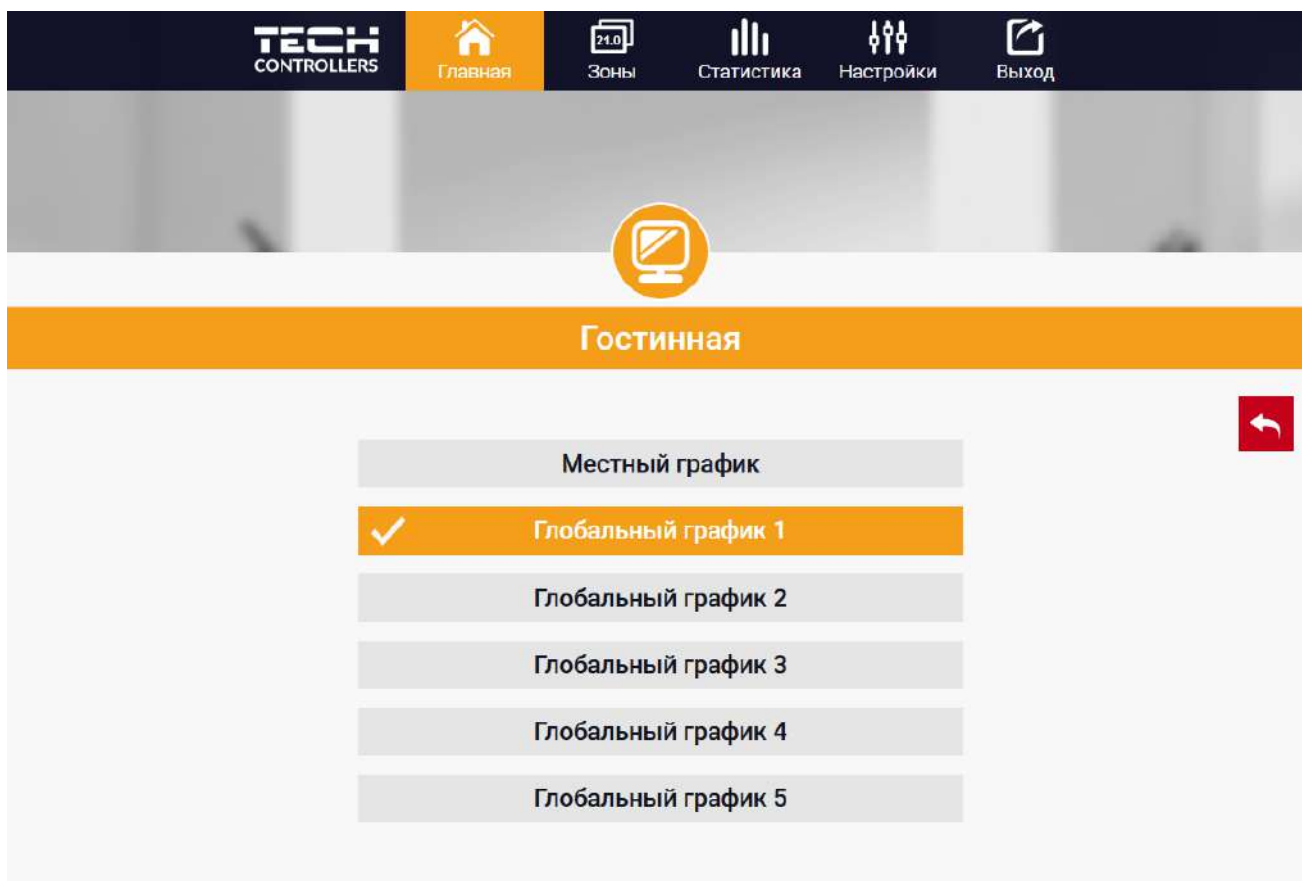 TECH
CONTROLLERS
Главная
21.0
Зоны
Статистика
Настройки
Выход
Гостинная
Местный график
Глобальный график 1
Глобальный график 2
Глобальный график 3
Глобальный график 4
Глобальный график 5